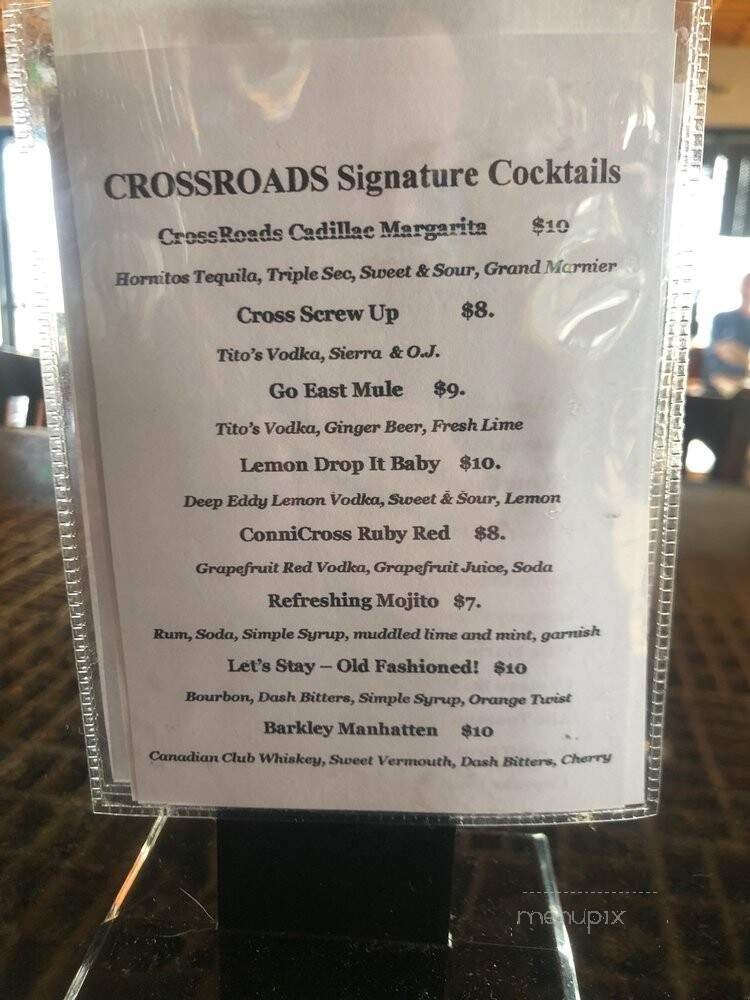 CROSSROADS Signature Cocktails
CrossRoads Cadillac Margarita $10
Hornitos Tequila, Triple Sec, Sweet & Sour, Grand Marnier
Cross Screw Up $8.
Tito's Vodka, Sierra & O.J.
Go East Mule $9.
Tito's Vodka, Ginger Beer, Fresh Lime
Lemon Drop It Baby $10.
Deep Eddy Lemon Vodka, Sweet & Sour, Lemon
ConniCross Ruby Red $8.
Grapefruit Red Vodka, Grapefruit Juice, Soda
Refreshing Mojito $7.
Rum, Soda, Simple Syrup, muddled lime and mint, garnish
Let's Stay – Old Fashioned! $10
Bourbon, Dash Bitters, Simple Syrup, Orange Twist
Barkley Manhatten $10
Canadian Club Whiskey, Sweet Vermouth, Dash Bitters, Cherry
menupix